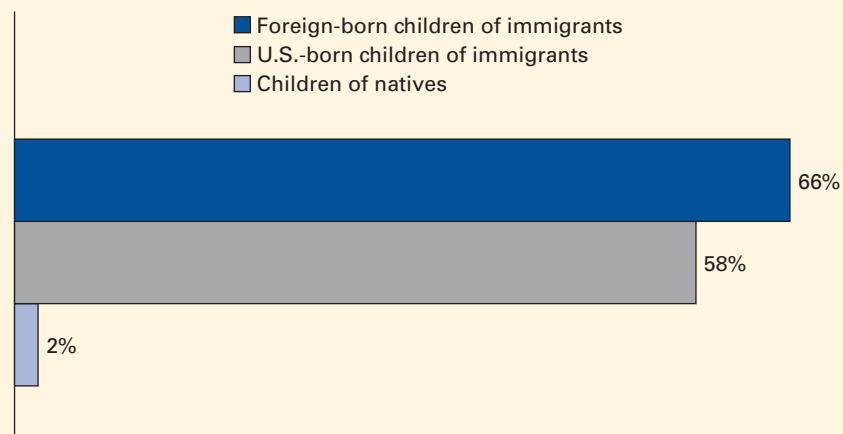 Foreign-born children of immigrants
U.S.-born children of immigrants
Children of natives
66%
58%
2%